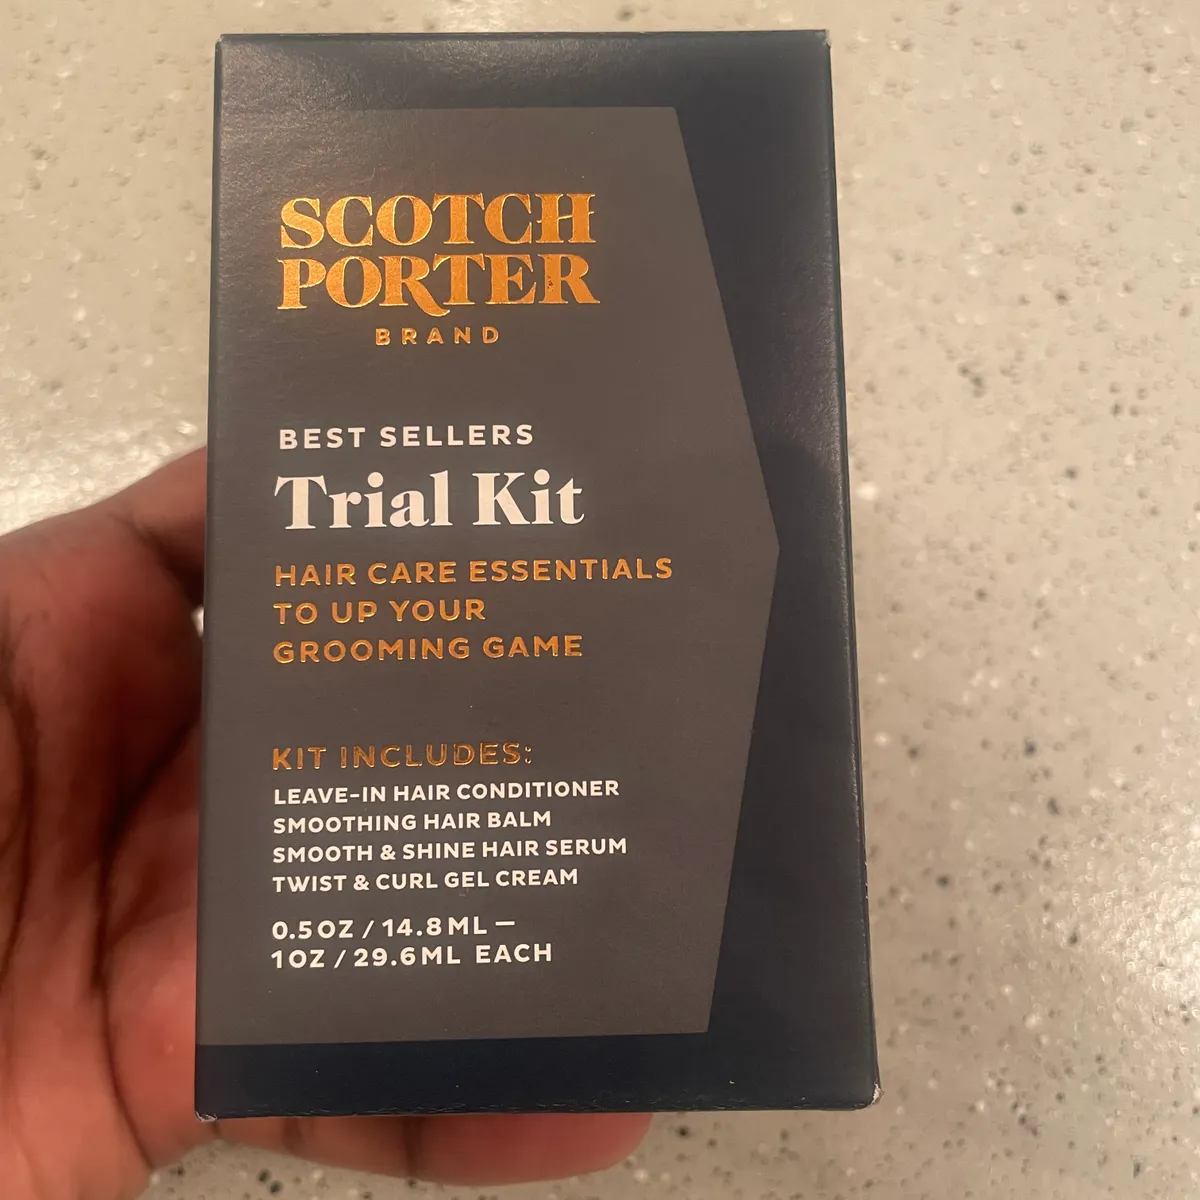 SCOTCH
PORTER
BRAND
BEST SELLERS
Trial Kit
HAIR CARE ESSENTIALS
TO UP YOUR
GROOMING GAME
KIT INCLUDES:
LEAVE-IN HAIR CONDITIONER
SMOOTHING HAIR BALM
SMOOTH & SHINE HAIR SERUM
TWIST & CURL GEL CREAM
0.5OZ / 14.8ML —
1OZ / 29.6ML EACH